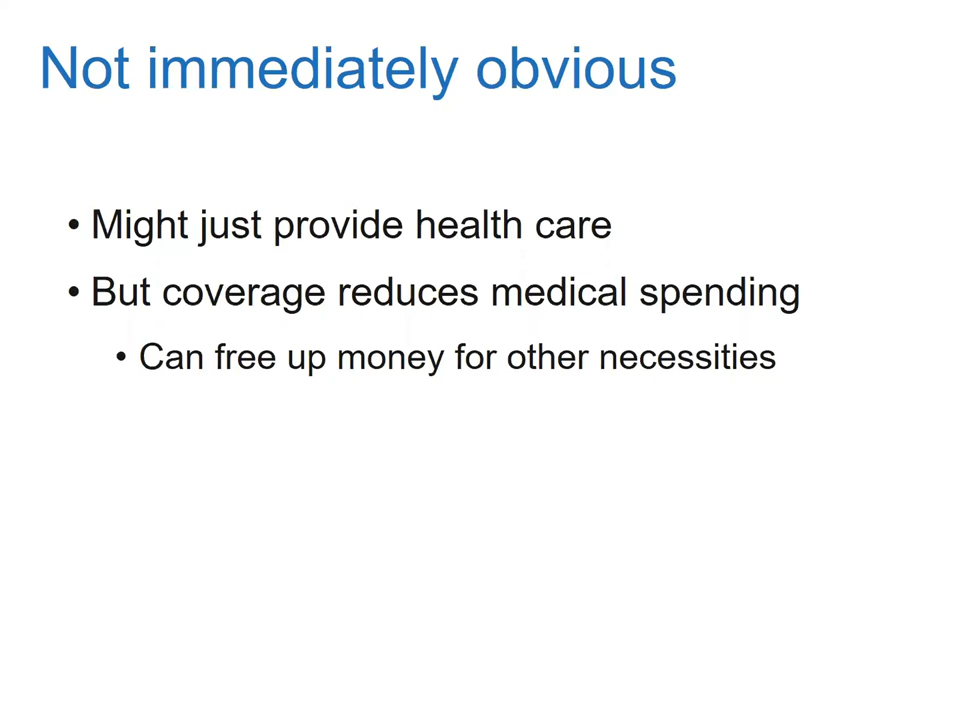 Not immediately obvious
• Might just provide health care
• But coverage reduces medical spending
• Can free up money for other necessities